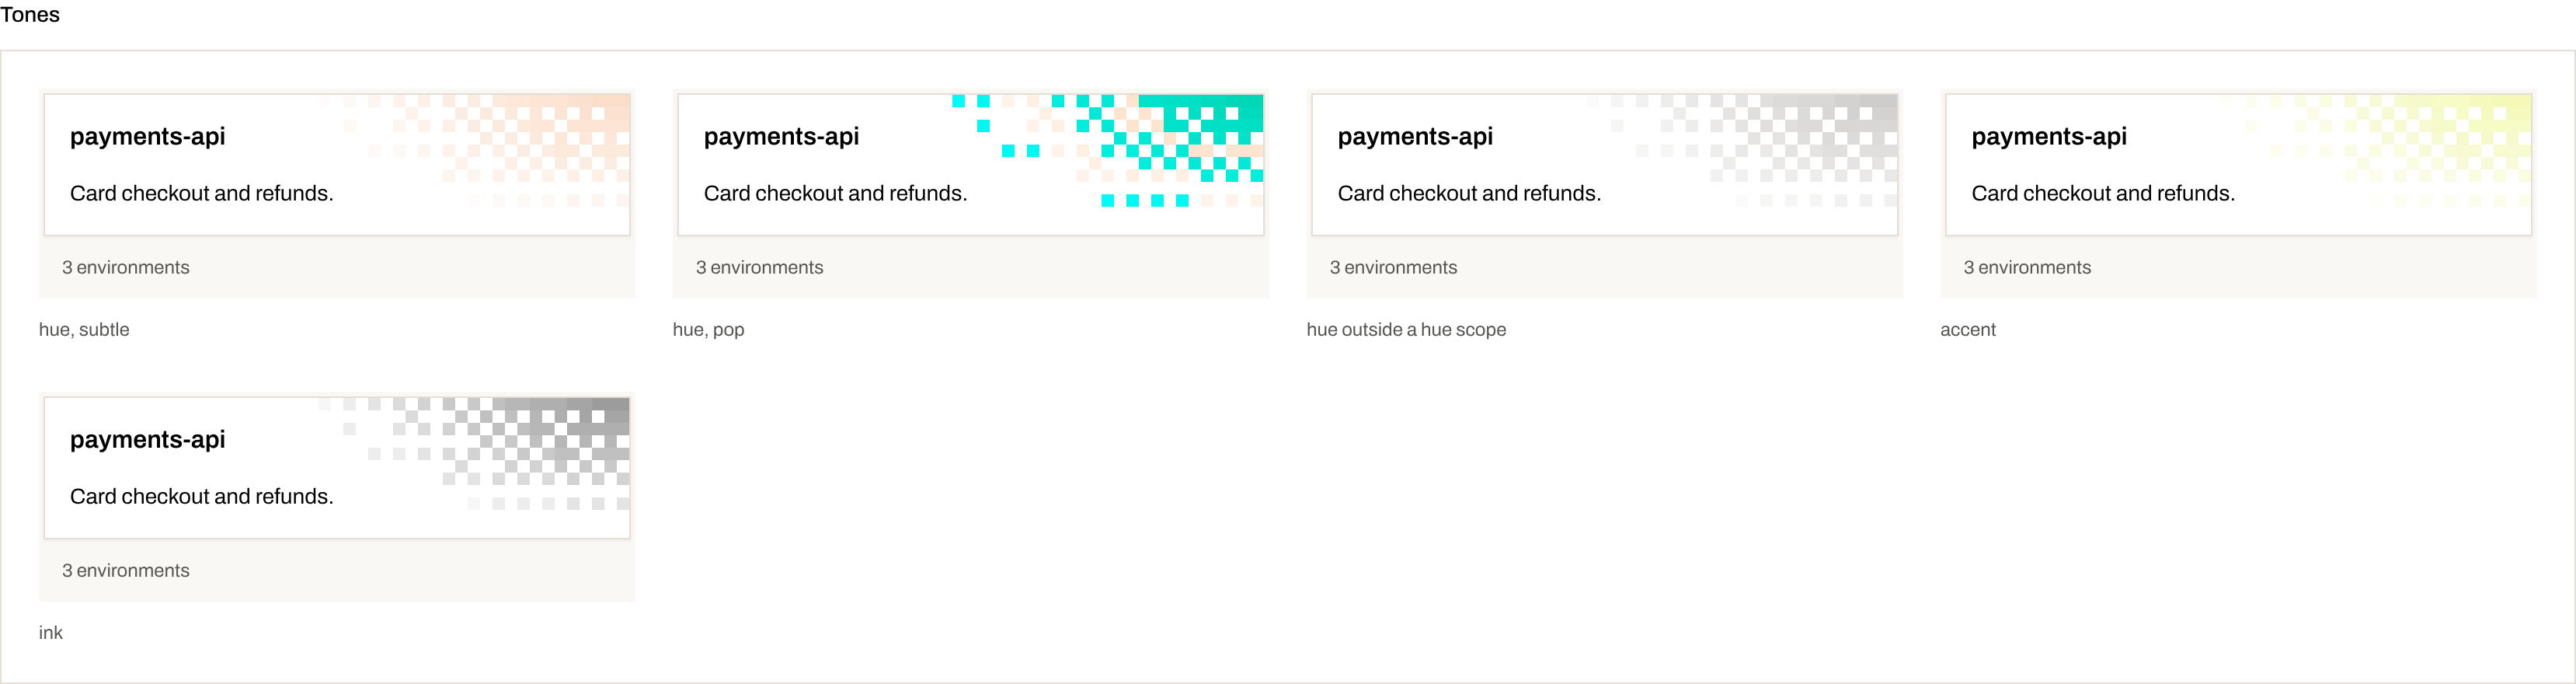 Tones
payments-api
Card checkout and refunds.
3 environments
hue, subtle
payments-api
Card checkout and refunds.
3 environments
hue, pop
payments-api
Card checkout and refunds.
3 environments
hue outside a hue scope
payments-api
Card checkout and refunds.
3 environments
accent
payments-api
Card checkout and refunds.
3 environments
ink